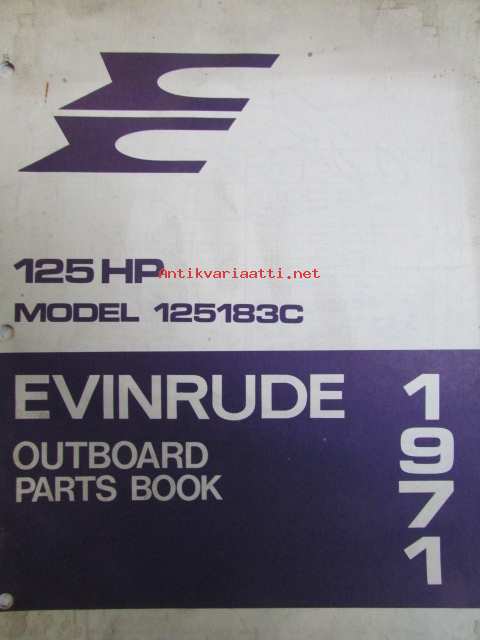 125 HP
Antikvariaatti.net
MODEL 125183C
EVINRUDE
OUTBOARD
PARTS BOOK
1
9
7
1